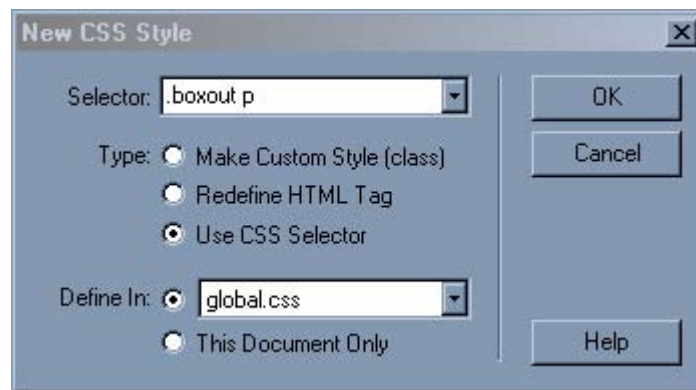 New CSS Style
Selector: .boxout p
OK
Type: Make Custom Style (class)
Cancel
Redefine HTML Tag
Use CSS Selector
Define In: global.css
This Document Only
Help